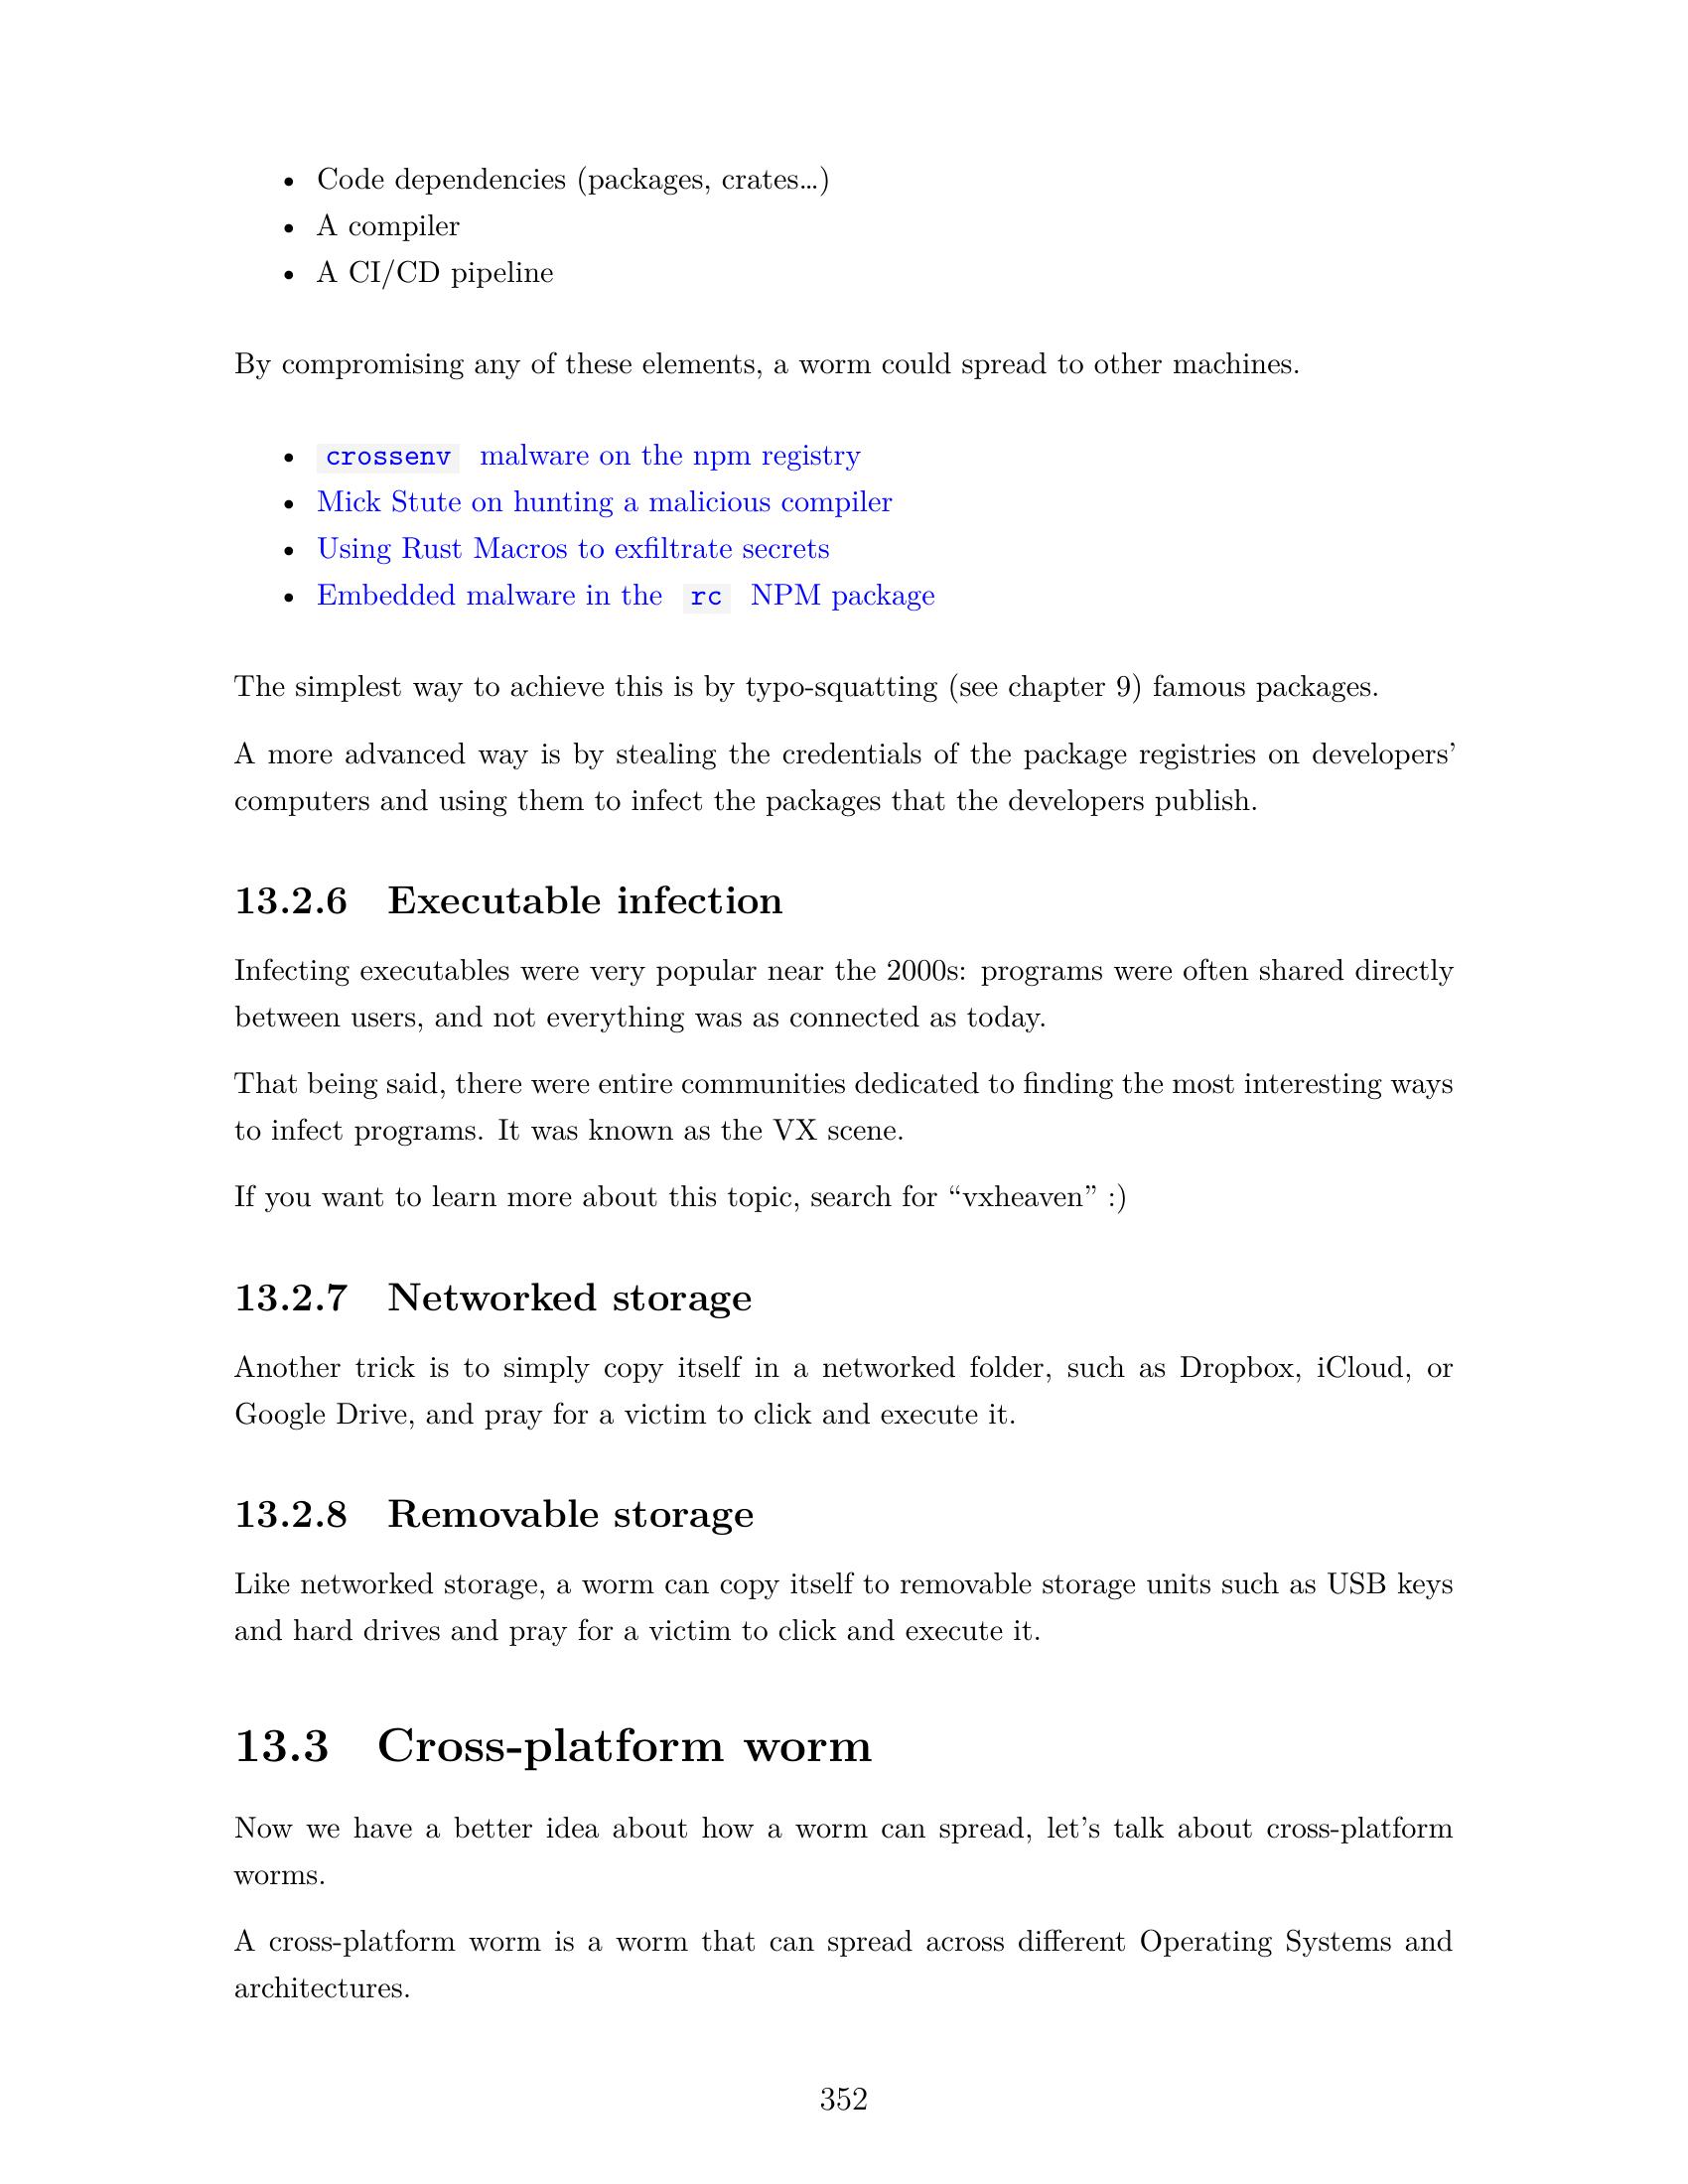 • Code dependencies (packages, crates…)
• A compiler
• A CI/CD pipeline
By compromising any of these elements, a worm could spread to other machines.
• crossenv malware on the npm registry
• Mick Stute on hunting a malicious compiler
• Using Rust Macros to exfiltrate secrets
• Embedded malware in the rc NPM package
The simplest way to achieve this is by typo-squatting (see chapter 9) famous packages.
A more advanced way is by stealing the credentials of the package registries on developers’
computers and using them to infect the packages that the developers publish.
13.2.6 Executable infection
Infecting executables were very popular near the 2000s: programs were often shared directly
between users, and not everything was as connected as today.
That being said, there were entire communities dedicated to finding the most interesting ways
to infect programs. It was known as the VX scene.
If you want to learn more about this topic, search for “vxheaven” :)
13.2.7 Networked storage
Another trick is to simply copy itself in a networked folder, such as Dropbox, iCloud, or
Google Drive, and pray for a victim to click and execute it.
13.2.8 Removable storage
Like networked storage, a worm can copy itself to removable storage units such as USB keys
and hard drives and pray for a victim to click and execute it.
13.3 Cross-platform worm
Now we have a better idea about how a worm can spread, let’s talk about cross-platform
worms.
A cross-platform worm is a worm that can spread across different Operating Systems and
architectures.
352